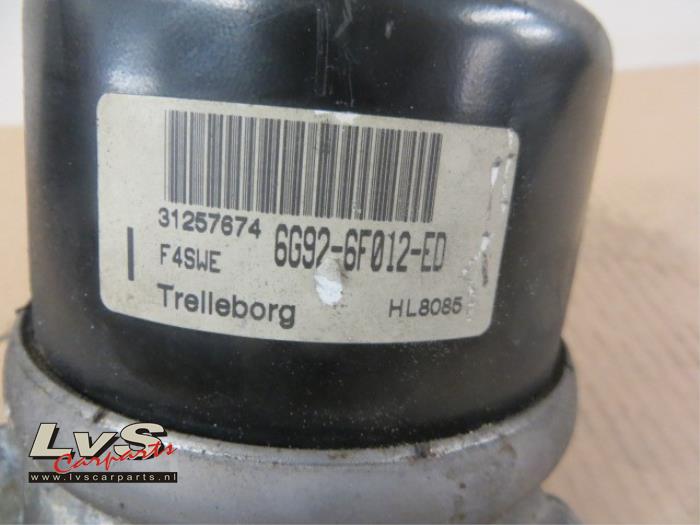 31257674
F4SWE 6G92-6F012-ED
Trelleborg HL8085
LvS
Carparts
www.lvscarparts.nl